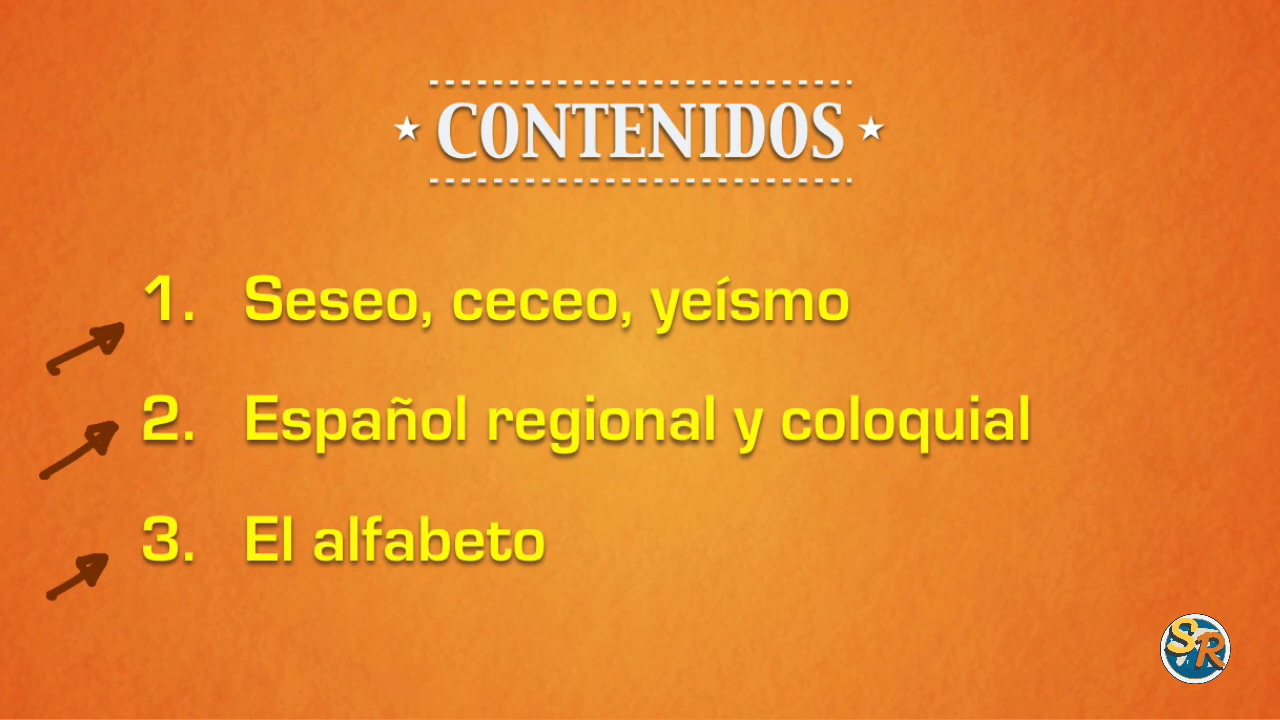 CONTENIDOS
1. Seseo, ceceo, yeísmo
2. Español regional y coloquial
3. El alfabeto
SR